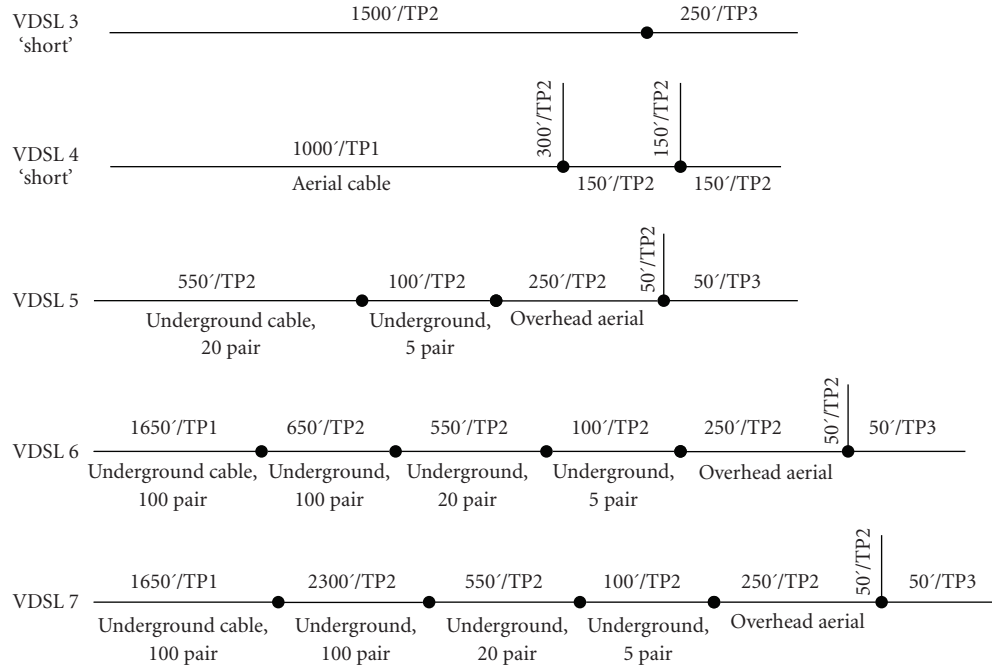 VDSL 3
‘short’
1500′/TP2
250′/TP3
VDSL 4
‘short’
1000′/TP1
Aerial cable
300′/TP2
150′/TP2
150′/TP2
150′/TP2
VDSL 5
550′/TP2
Underground cable,
20 pair
100′/TP2
Underground,
5 pair
250′/TP2
Overhead aerial
50′/TP2
50′/TP3
VDSL 6
1650′/TP1
Underground cable,
100 pair
650′/TP2
Underground,
100 pair
550′/TP2
Underground,
20 pair
100′/TP2
Underground,
5 pair
250′/TP2
Overhead aerial
50′/TP2
50′/TP3
VDSL 7
1650′/TP1
Underground cable,
100 pair
2300′/TP2
Underground,
100 pair
550′/TP2
Underground,
20 pair
100′/TP2
Underground,
5 pair
250′/TP2
Overhead aerial
50′/TP2
50′/TP3